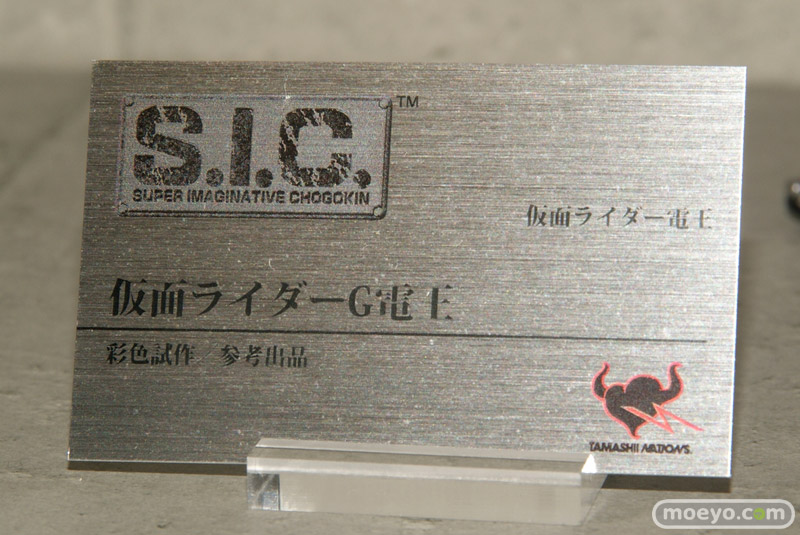 S.I.C.™
SUPER IMAGINATIVE CHOGOKIN
仮面ライダー電王
仮面ライダーG電王
彩色試作／参考出品
TAMASHII NATIONS
moeyo.com